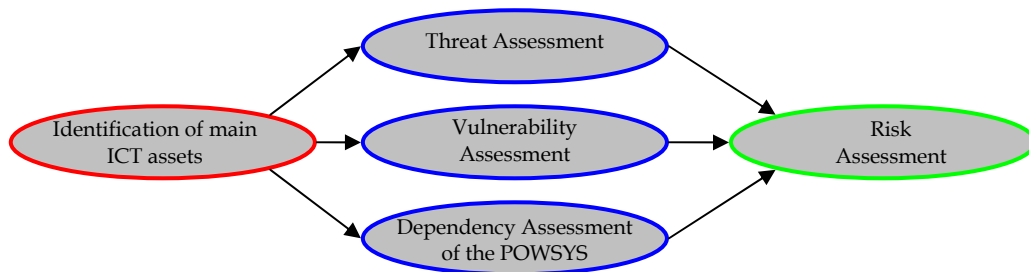 Threat Assessment
Identification of main
ICT assets
Vulnerability
Assessment
Risk
Assessment
Dependency Assessment
of the POWSYS